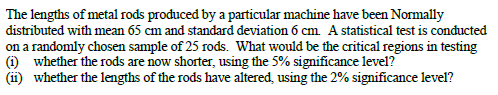 The lengths of metal rods produced by a particular machine have been Normally
distributed with mean 65 cm and standard deviation 6 cm. A statistical test is conducted
on a randomly chosen sample of 25 rods. What would be the critical regions in testing
(i) whether the rods are now shorter, using the 5% significance level?
(ii) whether the lengths of the rods have altered, using the 2% significance level?